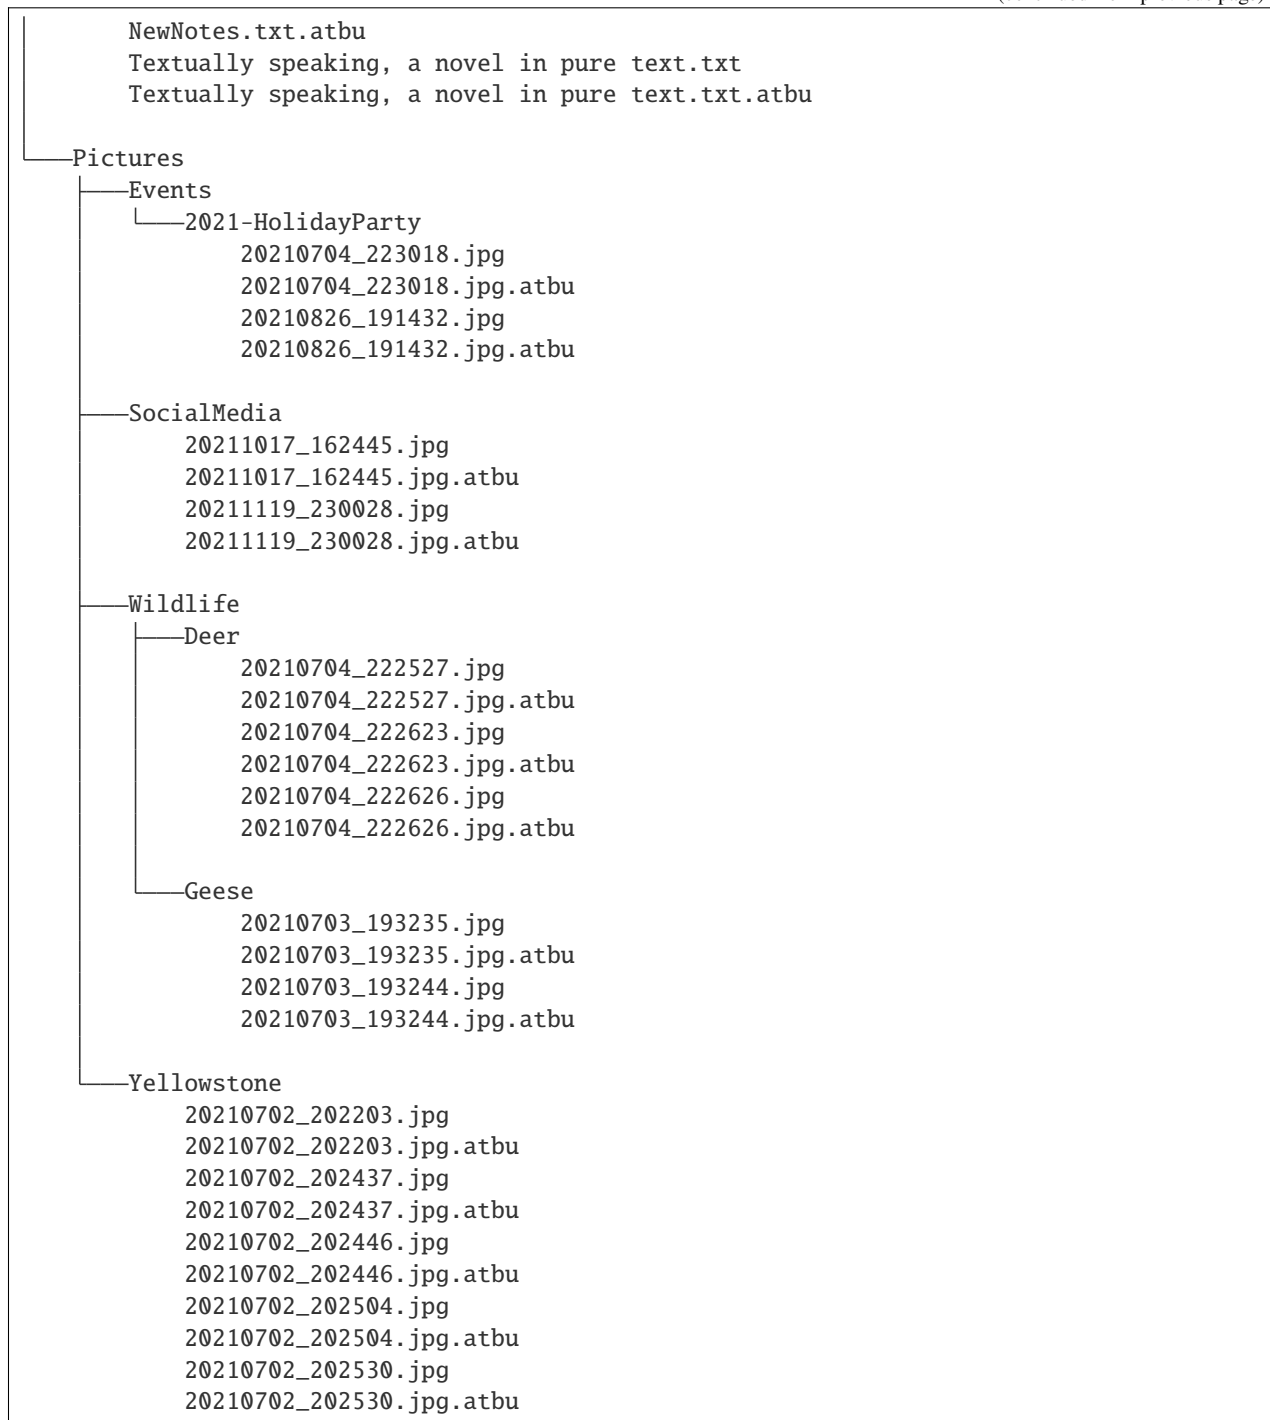 NewNotes.txt.atbu
Textually speaking, a novel in pure text.txt
Textually speaking, a novel in pure text.txt.atbu
Pictures
Events
2021-HolidayParty
20210704_223018.jpg
20210704_223018.jpg.atbu
20210826_191432.jpg
20210826_191432.jpg.atbu
SocialMedia
20211017_162445.jpg
20211017_162445.jpg.atbu
20211119_230028.jpg
20211119_230028.jpg.atbu
Wildlife
Deer
20210704_222527.jpg
20210704_222527.jpg.atbu
20210704_222623.jpg
20210704_222623.jpg.atbu
20210704_222626.jpg
20210704_222626.jpg.atbu
Geese
20210703_193235.jpg
20210703_193235.jpg.atbu
20210703_193244.jpg
20210703_193244.jpg.atbu
Yellowstone
20210702_202203.jpg
20210702_202203.jpg.atbu
20210702_202437.jpg
20210702_202437.jpg.atbu
20210702_202446.jpg
20210702_202446.jpg.atbu
20210702_202504.jpg
20210702_202504.jpg.atbu
20210702_202530.jpg
20210702_202530.jpg.atbu